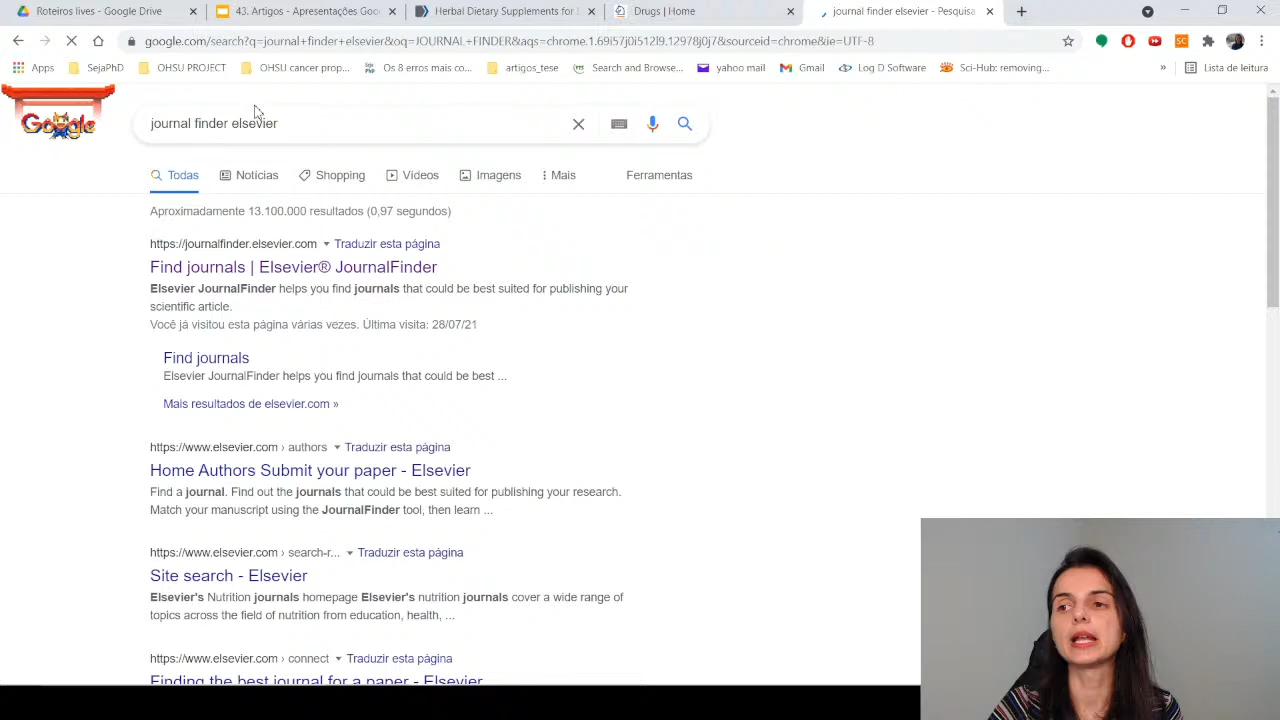 Roteiros lives - Google Drive
43. Artigos - Apresentações Goo
Herbal Dietary Supplements for
Drugs | Home
journal finder elsevier - Pesquisa
google.com/search?q=journal+finder+elsevier&oq=JOURNAL+FINDER&aqs=chrome.1.69i57j0i512l9.12978j0j7&sourceid=chrome&ie=UTF-8
Apps
SejaPhD
OHSU PROJECT
OHSU cancer prop...
Os 8 erros mais co...
artigos_tese
Search and Browse...
yahoo mail
Gmail
Log D Software
Sci-Hub: removing...
»
Lista de leitura
Google
journal finder elsevier
Todas
Notícias
Shopping
Vídeos
Imagens
Mais
Ferramentas
Aproximadamente 13.100.000 resultados (0,97 segundos)
https://journalfinder.elsevier.com Traduzir esta página
Find journals | Elsevier® JournalFinder
Elsevier JournalFinder helps you find journals that could be best suited for publishing your
scientific article.
Você já visitou esta página várias vezes. Última visita: 28/07/21
Find journals
Elsevier JournalFinder helps you find journals that could be best ...
Mais resultados de elsevier.com »
https://www.elsevier.com › authors Traduzir esta página
Home Authors Submit your paper - Elsevier
Find a journal. Find out the journals that could be best suited for publishing your research.
Match your manuscript using the JournalFinder tool, then learn ...
https://www.elsevier.com › search-r... Traduzir esta página
Site search - Elsevier
Elsevier's Nutrition journals homepage Elsevier's nutrition journals cover a wide range of
topics across the field of nutrition from education, health, ...
https://www.elsevier.com › connect Traduzir esta página
Finding the best journal for a paper - Elsevier